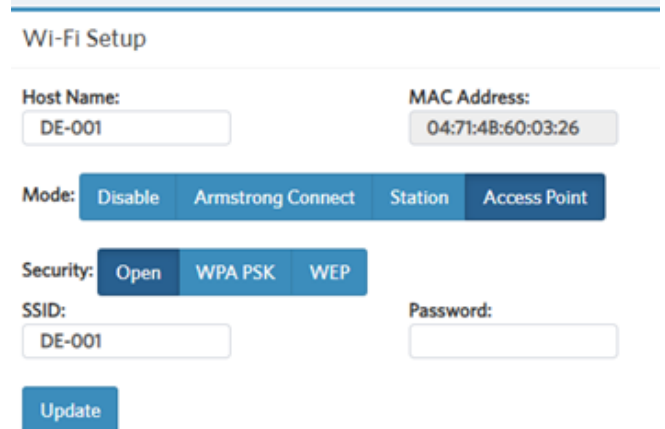 Wi-Fi Setup
Host Name: MAC Address:
DE-001 04:71:4B:60:03:26
Mode: Disable Armstrong Connect Station Access Point
Security: Open WPA PSK WEP
SSID: Password:
DE-001
Update